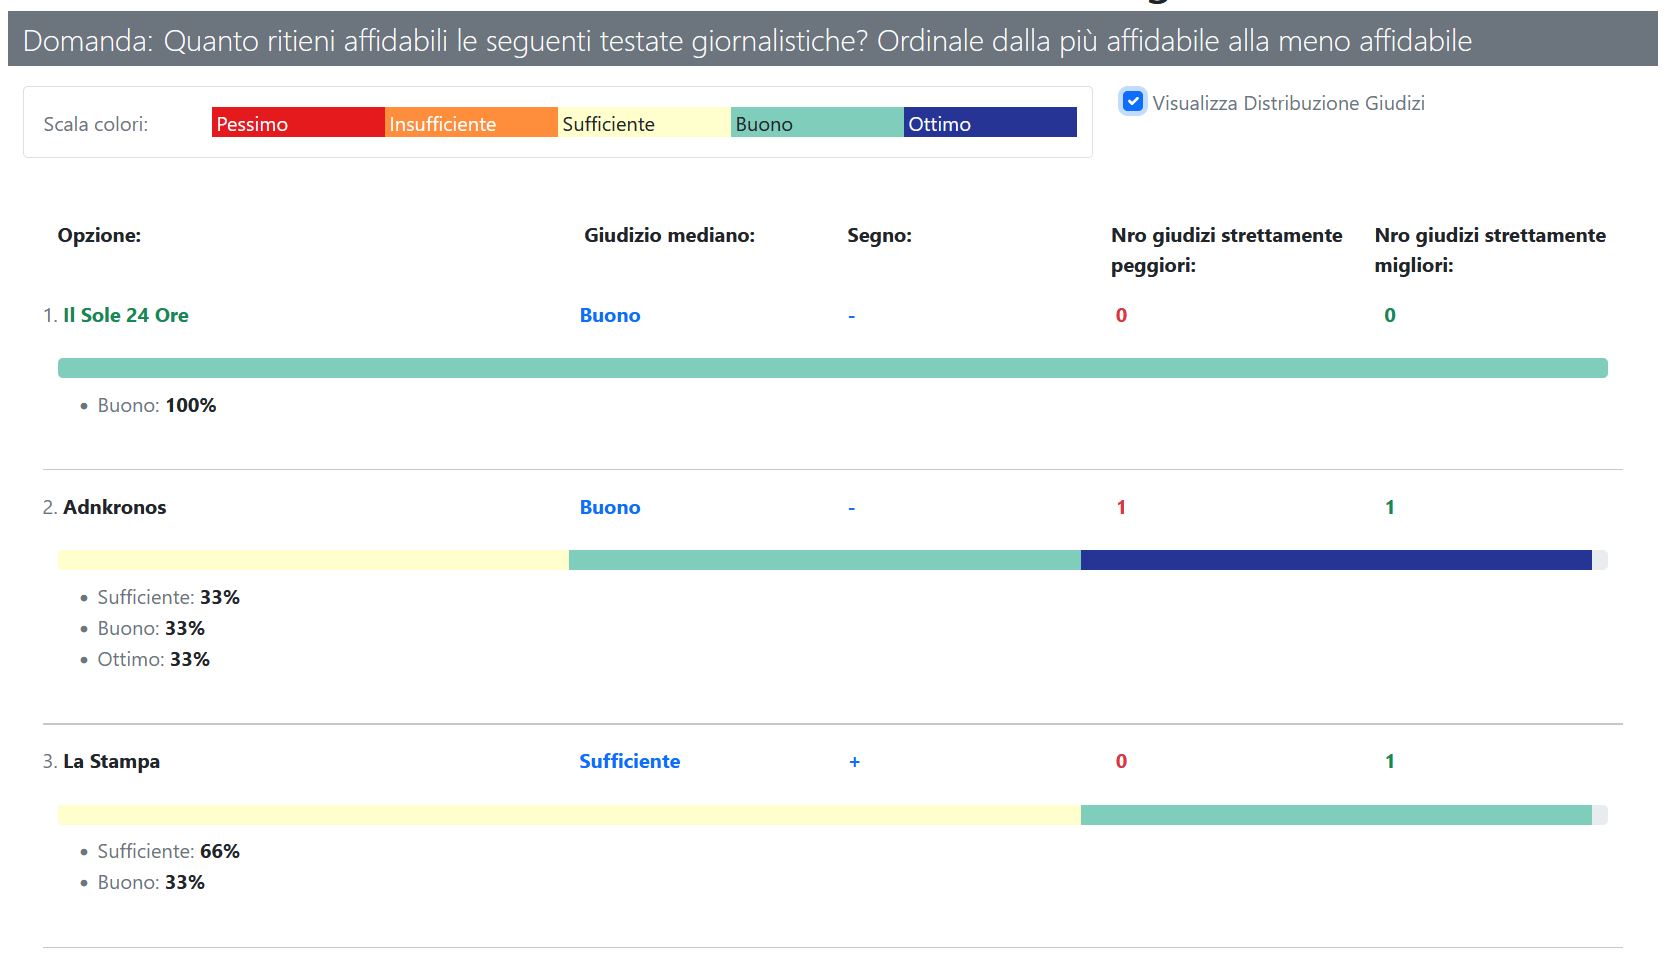 Domanda: Quanto ritieni affidabili le seguenti testate giornalistiche? Ordinale dalla più affidabile alla meno affidabile
Scala colori:
Pessimo
Insufficiente
Sufficiente
Buono
Ottimo
Visualizza Distribuzione Giudizi
Opzione:
Giudizio mediano:
Segno:
Nro giudizi strettamente
peggiori:
Nro giudizi strettamente
migliori:
1. Il Sole 24 Ore
Buono
-
0
0
• Buono: 100%
2. Adnkronos
Buono
-
1
1
• Sufficiente: 33%
• Buono: 33%
• Ottimo: 33%
3. La Stampa
Sufficiente
+
0
1
• Sufficiente: 66%
• Buono: 33%